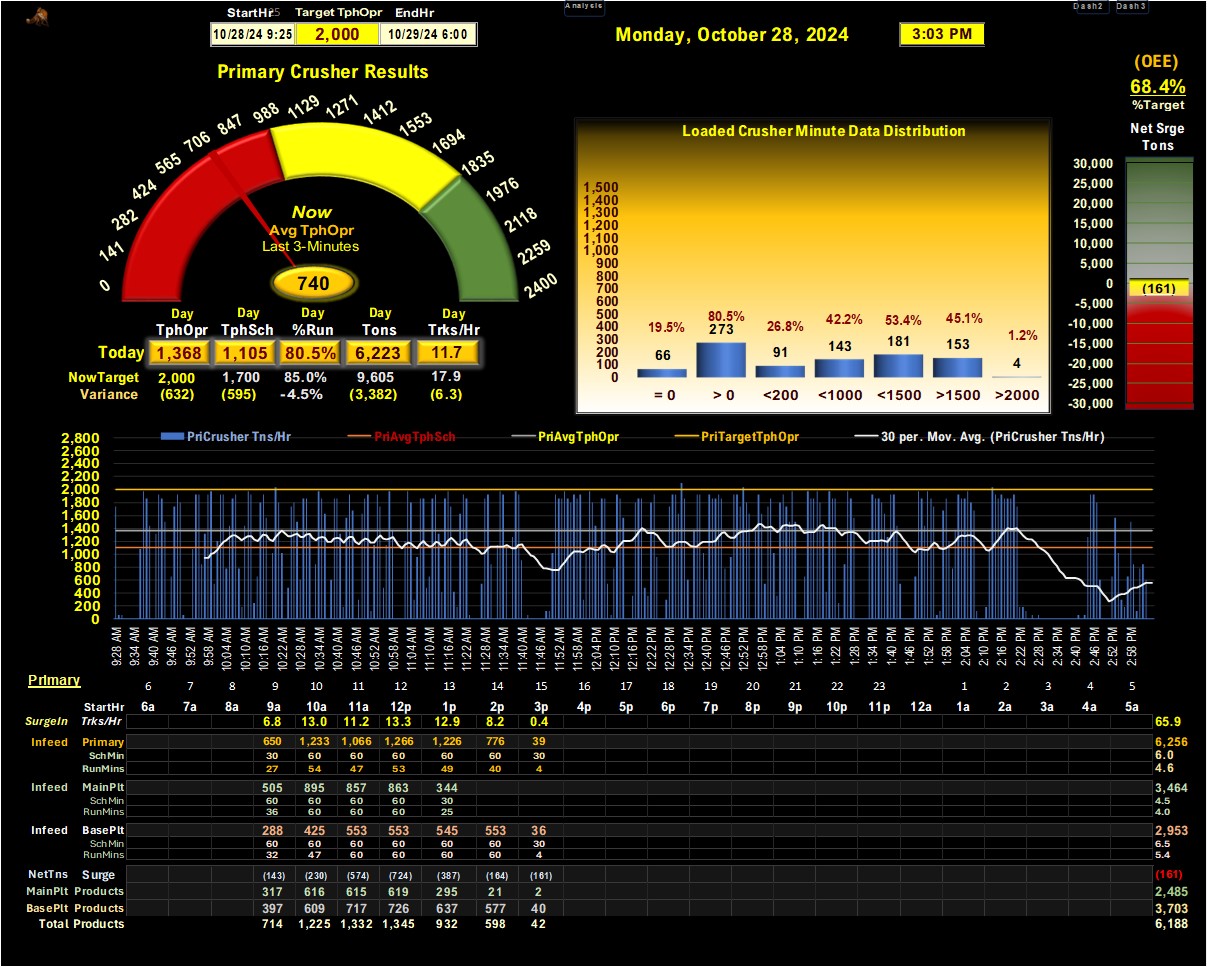 Analysis
Dash2 Dash3
StartHr Target TphOpr EndHr
10/28/24 9:25 2,000 10/29/24 6:00
Monday, October 28, 2024
3:03 PM
(OEE)
68.4%
%Target
Primary Crusher Results
0 141 282 424 565 706 847 988 1129 1271 1412 1553 1694 1835 1976 2118 2259 2400
Now
Avg TphOpr
Last 3-Minutes
740
Day Day Day Day Day
TphOpr TphSch %Run Tons Trks/Hr
Today 1,368 1,105 80.5% 6,223 11.7
NowTarget 2,000 1,700 85.0% 9,605 17.9
Variance (632) (595) -4.5% (3,382) (6.3)
Loaded Crusher Minute Data Distribution
1,500
1,400
1,300
1,200
1,100
1,000
900
800
700
600
500
400
300
200
100
0
19.5% 80.5% 26.8% 42.2% 53.4% 45.1% 1.2%
66 273 91 143 181 153 4
= 0 > 0 <200 <1000 <1500 >1500 >2000
Net Srge
Tons
30,000
25,000
20,000
15,000
10,000
5,000
0
(161)
-5,000
-10,000
-15,000
-20,000
-25,000
-30,000
PriCrusher Tns/Hr PriAvgTphSch PriAvgTphOpr PriTargetTphOpr 30 per. Mov. Avg. (PriCrusher Tns/Hr)
2,800
2,600
2,400
2,200
2,000
1,800
1,600
1,400
1,200
1,000
800
600
400
200
0
9:28 AM 9:34 AM 9:40 AM 9:46 AM 9:52 AM 9:58 AM 10:04 AM 10:10 AM 10:16 AM 10:22 AM 10:28 AM 10:34 AM 10:40 AM 10:46 AM 10:52 AM 10:58 AM 11:04 AM 11:10 AM 11:16 AM 11:22 AM 11:28 AM 11:34 AM 11:40 AM 11:46 AM 11:52 AM 11:58 AM 12:04 PM 12:10 PM 12:16 PM 12:22 PM 12:28 PM 12:34 PM 12:40 PM 12:46 PM 12:52 PM 12:58 PM 1:04 PM 1:10 PM 1:16 PM 1:22 PM 1:28 PM 1:34 PM 1:40 PM 1:46 PM 1:52 PM 1:58 PM 2:04 PM 2:10 PM 2:16 PM 2:22 PM 2:28 PM 2:34 PM 2:40 PM 2:46 PM 2:52 PM 2:58 PM
Primary
6 7 8 9 10 11 12 13 14 15 16 17 18 19 20 21 22 23 1 2 3 4 5
StartHr 6a 7a 8a 9a 10a 11a 12p 1p 2p 3p 4p 5p 6p 7p 8p 9p 10p 11p 12a 1a 2a 3a 4a 5a
SurgeIn Trks/Hr 6.8 13.0 11.2 13.3 12.9 8.2 0.4 65.9
Infeed Primary 650 1,233 1,066 1,266 1,226 776 39 6,256
SchMin 30 60 60 60 60 60 30 6.0
RunMins 27 54 47 53 49 40 4 4.6
Infeed MainPlt 505 895 857 863 344 3,464
SchMin 60 60 60 60 30 4.5
RunMins 36 60 60 60 25 4.0
Infeed BasePlt 288 425 553 553 545 553 36 2,953
SchMin 60 60 60 60 60 60 30 6.5
RunMins 32 47 60 60 60 60 4 5.4
NetTns Surge (143) (230) (574) (724) (387) (164) (161) (161)
MainPlt Products 317 616 615 619 295 21 2 2,485
BasePlt Products 397 609 717 726 637 577 40 3,703
Total Products 714 1,225 1,332 1,345 932 598 42 6,188